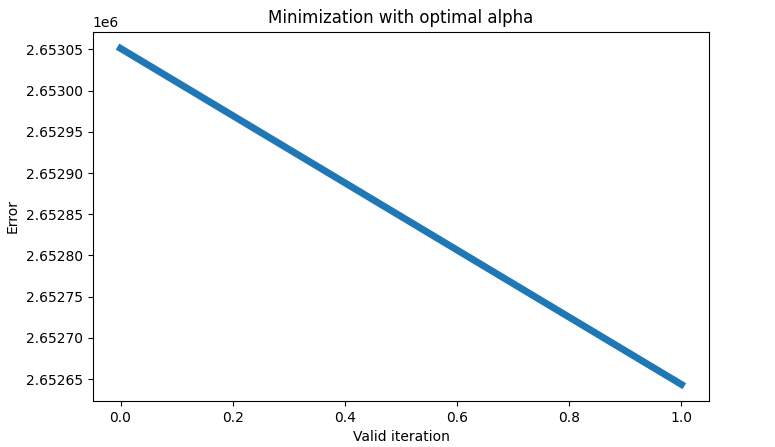 Minimization with optimal alpha
1e6
2.65305
2.65300
2.65295
2.65290
2.65285
2.65280
2.65275
2.65270
2.65265
Error
0.0 0.2 0.4 0.6 0.8 1.0
Valid iteration